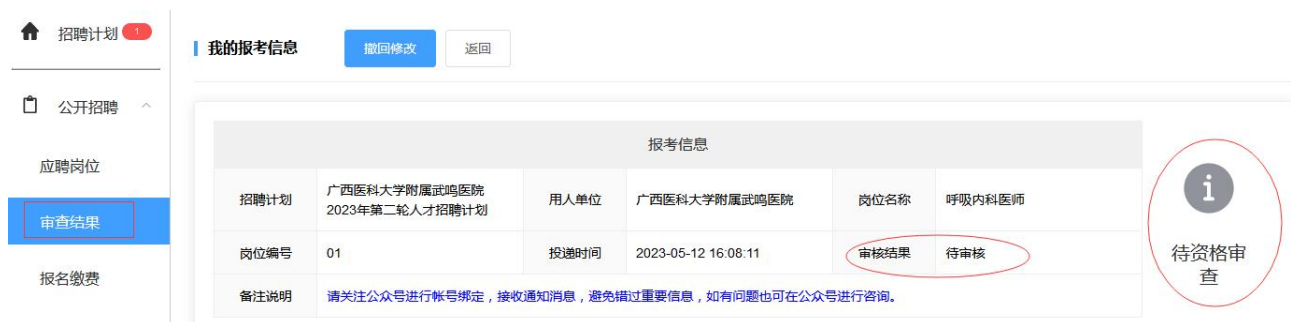 招聘计划 1
我的报考信息 撤回修改 返回
公开招聘
报考信息
应聘岗位
招聘计划 广西医科大学附属武鸣医院 用人单位 广西医科大学附属武鸣医院 岗位名称 呼吸内科医师
2023年第二轮人才招聘计划
审查结果
岗位编号 01 投递时间 2023-05-12 16:08:11 审核结果 待审核
待资格审
查
报名缴费
备注说明 请关注公众号进行帐号绑定，接收通知消息，避免错过重要信息，如有问题也可在公众号进行咨询。